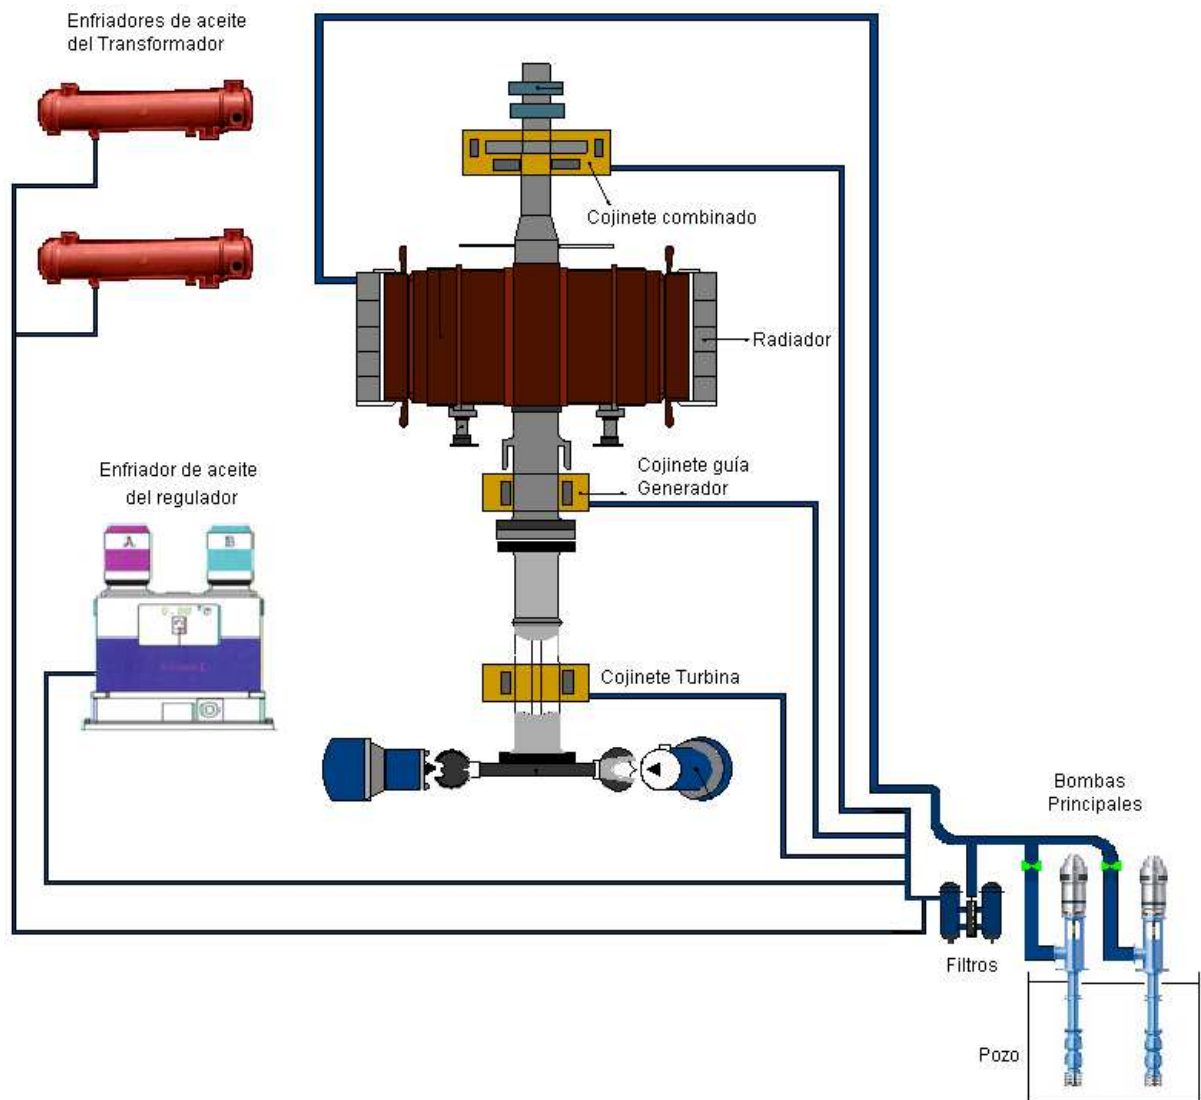 Enfriadores de aceite
del Transformador
Cojinete combinado
Radiador
Cojinete guía
Generador
Enfriador de aceite
del regulador
A
B
Cojinete Turbina
Bombas
Principales
Filtros
Pozo